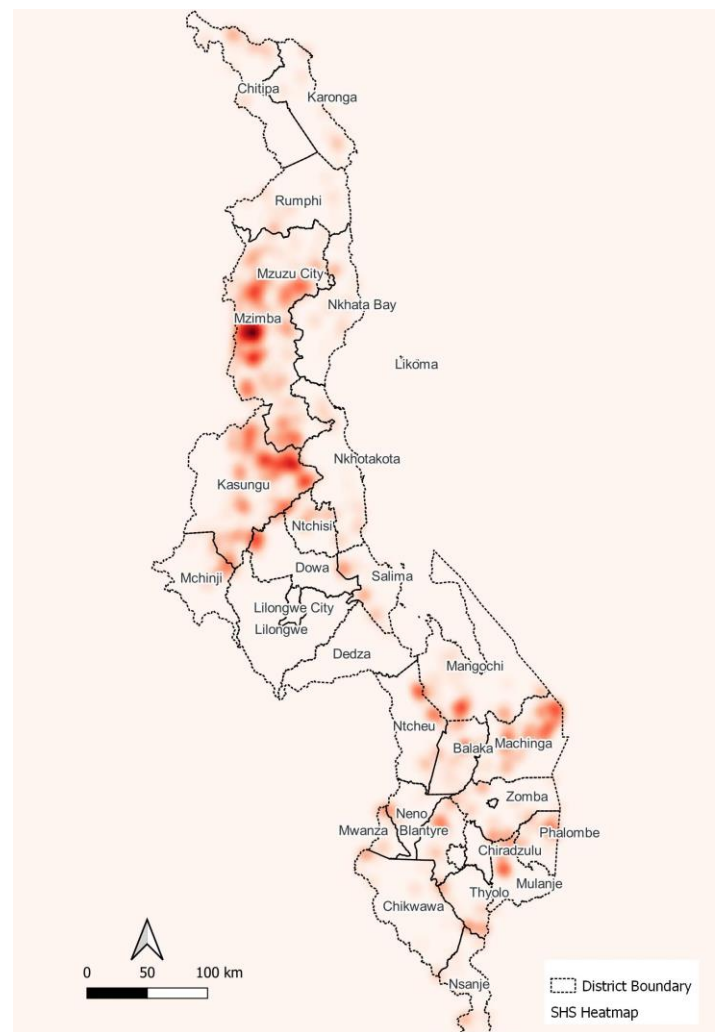 Chitipa
Karonga
Rumphi
Mzuzu City
Nkhata Bay
Mzimba
Likoma
Nkhotakota
Kasungu
Ntchisi
Dowa
Salima
Mchinji
Lilongwe City
Lilongwe
Dedza
Mangochi
Ntcheu
Balaka
Machinga
Zomba
Neno
Mwanza
Blantyre
Phalombe
Chiradzulu
Mulanje
Thyolo
Chikwawa
Nsanje
0 50 100 km
District Boundary
SHS Heatmap